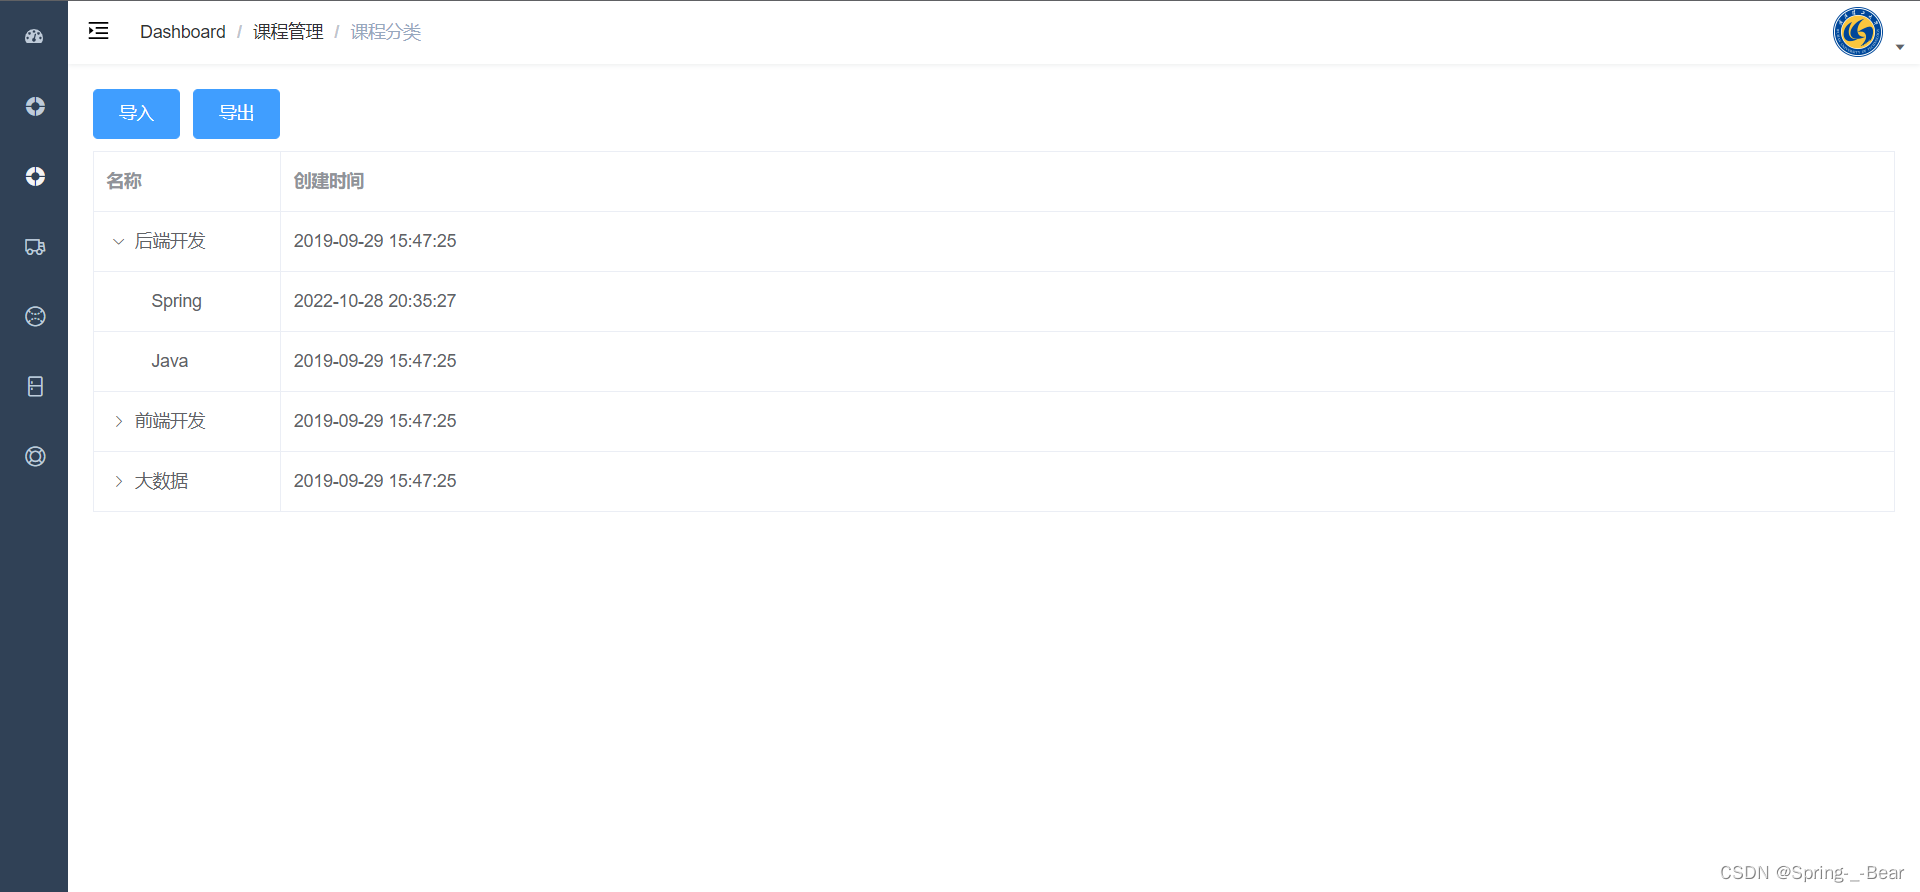 Dashboard / 课程管理 / 课程分类
导入 导出
名称 创建时间
后端开发 2019-09-29 15:47:25
Spring 2022-10-28 20:35:27
Java 2019-09-29 15:47:25
前端开发 2019-09-29 15:47:25
大数据 2019-09-29 15:47:25
CSDN @Spring-_-Bear